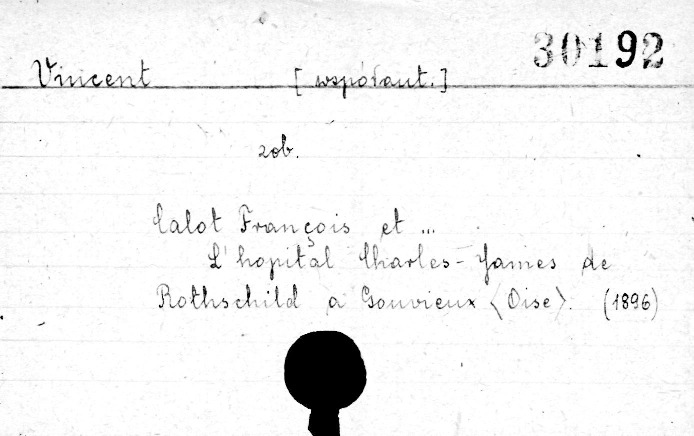 30192
Vincent [współaut.]
zob.
Calot François et ...
L'hopital Charles-James de
Rothschild a Gouvieux <Oise>. (1896)